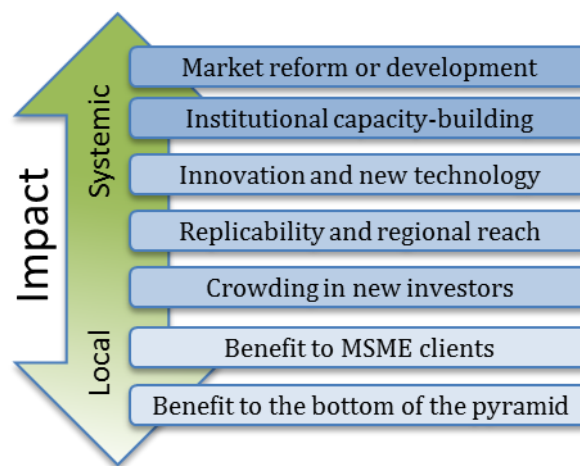 Impact
Systemic
Local
Market reform or development
Institutional capacity-building
Innovation and new technology
Replicability and regional reach
Crowding in new investors
Benefit to MSME clients
Benefit to the bottom of the pyramid